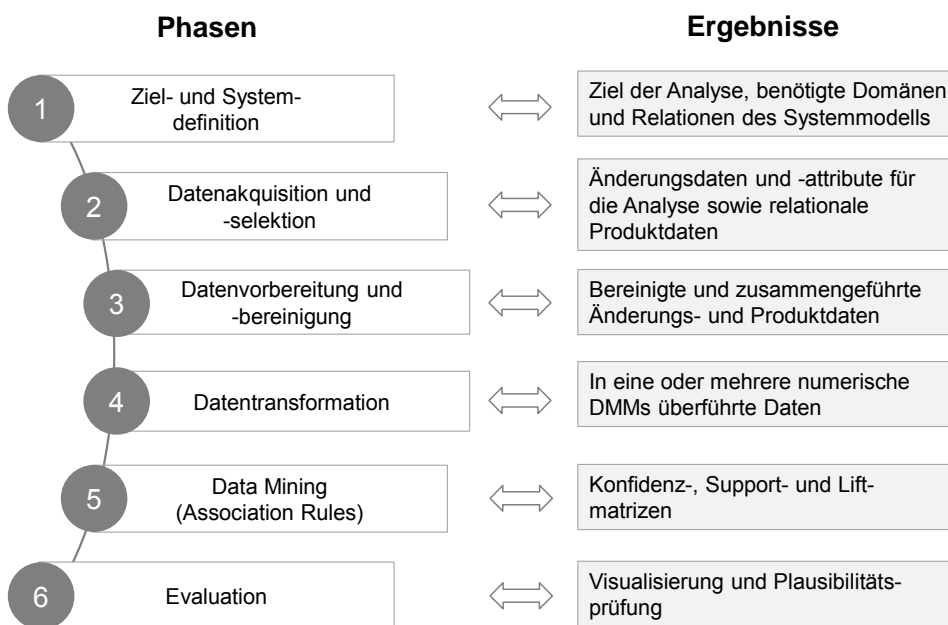 Phasen
Ergebnisse
1
Ziel- und System-
definition
Ziel der Analyse, benötigte Domänen
und Relationen des Systemmodells
2
Datenakquisition und
-selektion
Änderungsdaten und -attribute für
die Analyse sowie relationale
Produktdaten
3
Datenvorbereitung und
-bereinigung
Bereinigte und zusammengeführte
Änderungs- und Produktdaten
4
Datentransformation
In eine oder mehrere numerische
DMMs überführte Daten
5
Data Mining
(Association Rules)
Konfidenz-, Support- und Lift-
matrizen
6
Evaluation
Visualisierung und Plausibilitäts-
prüfung